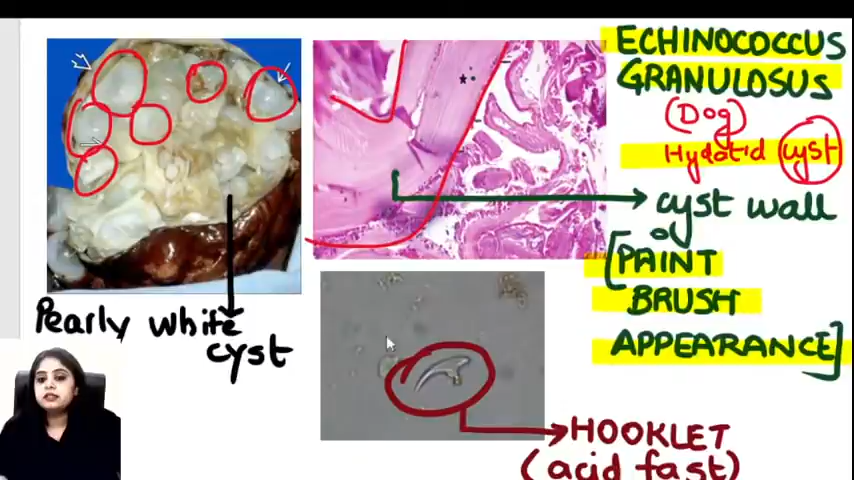 ECHINOCOCCUS
GRANULOSUS
(Dog)
Hydatid cyst
cyst wall
[PAINT
BRUSH
APPEARANCE]
Pearly white
cyst
HOOKLET
(acid fast)